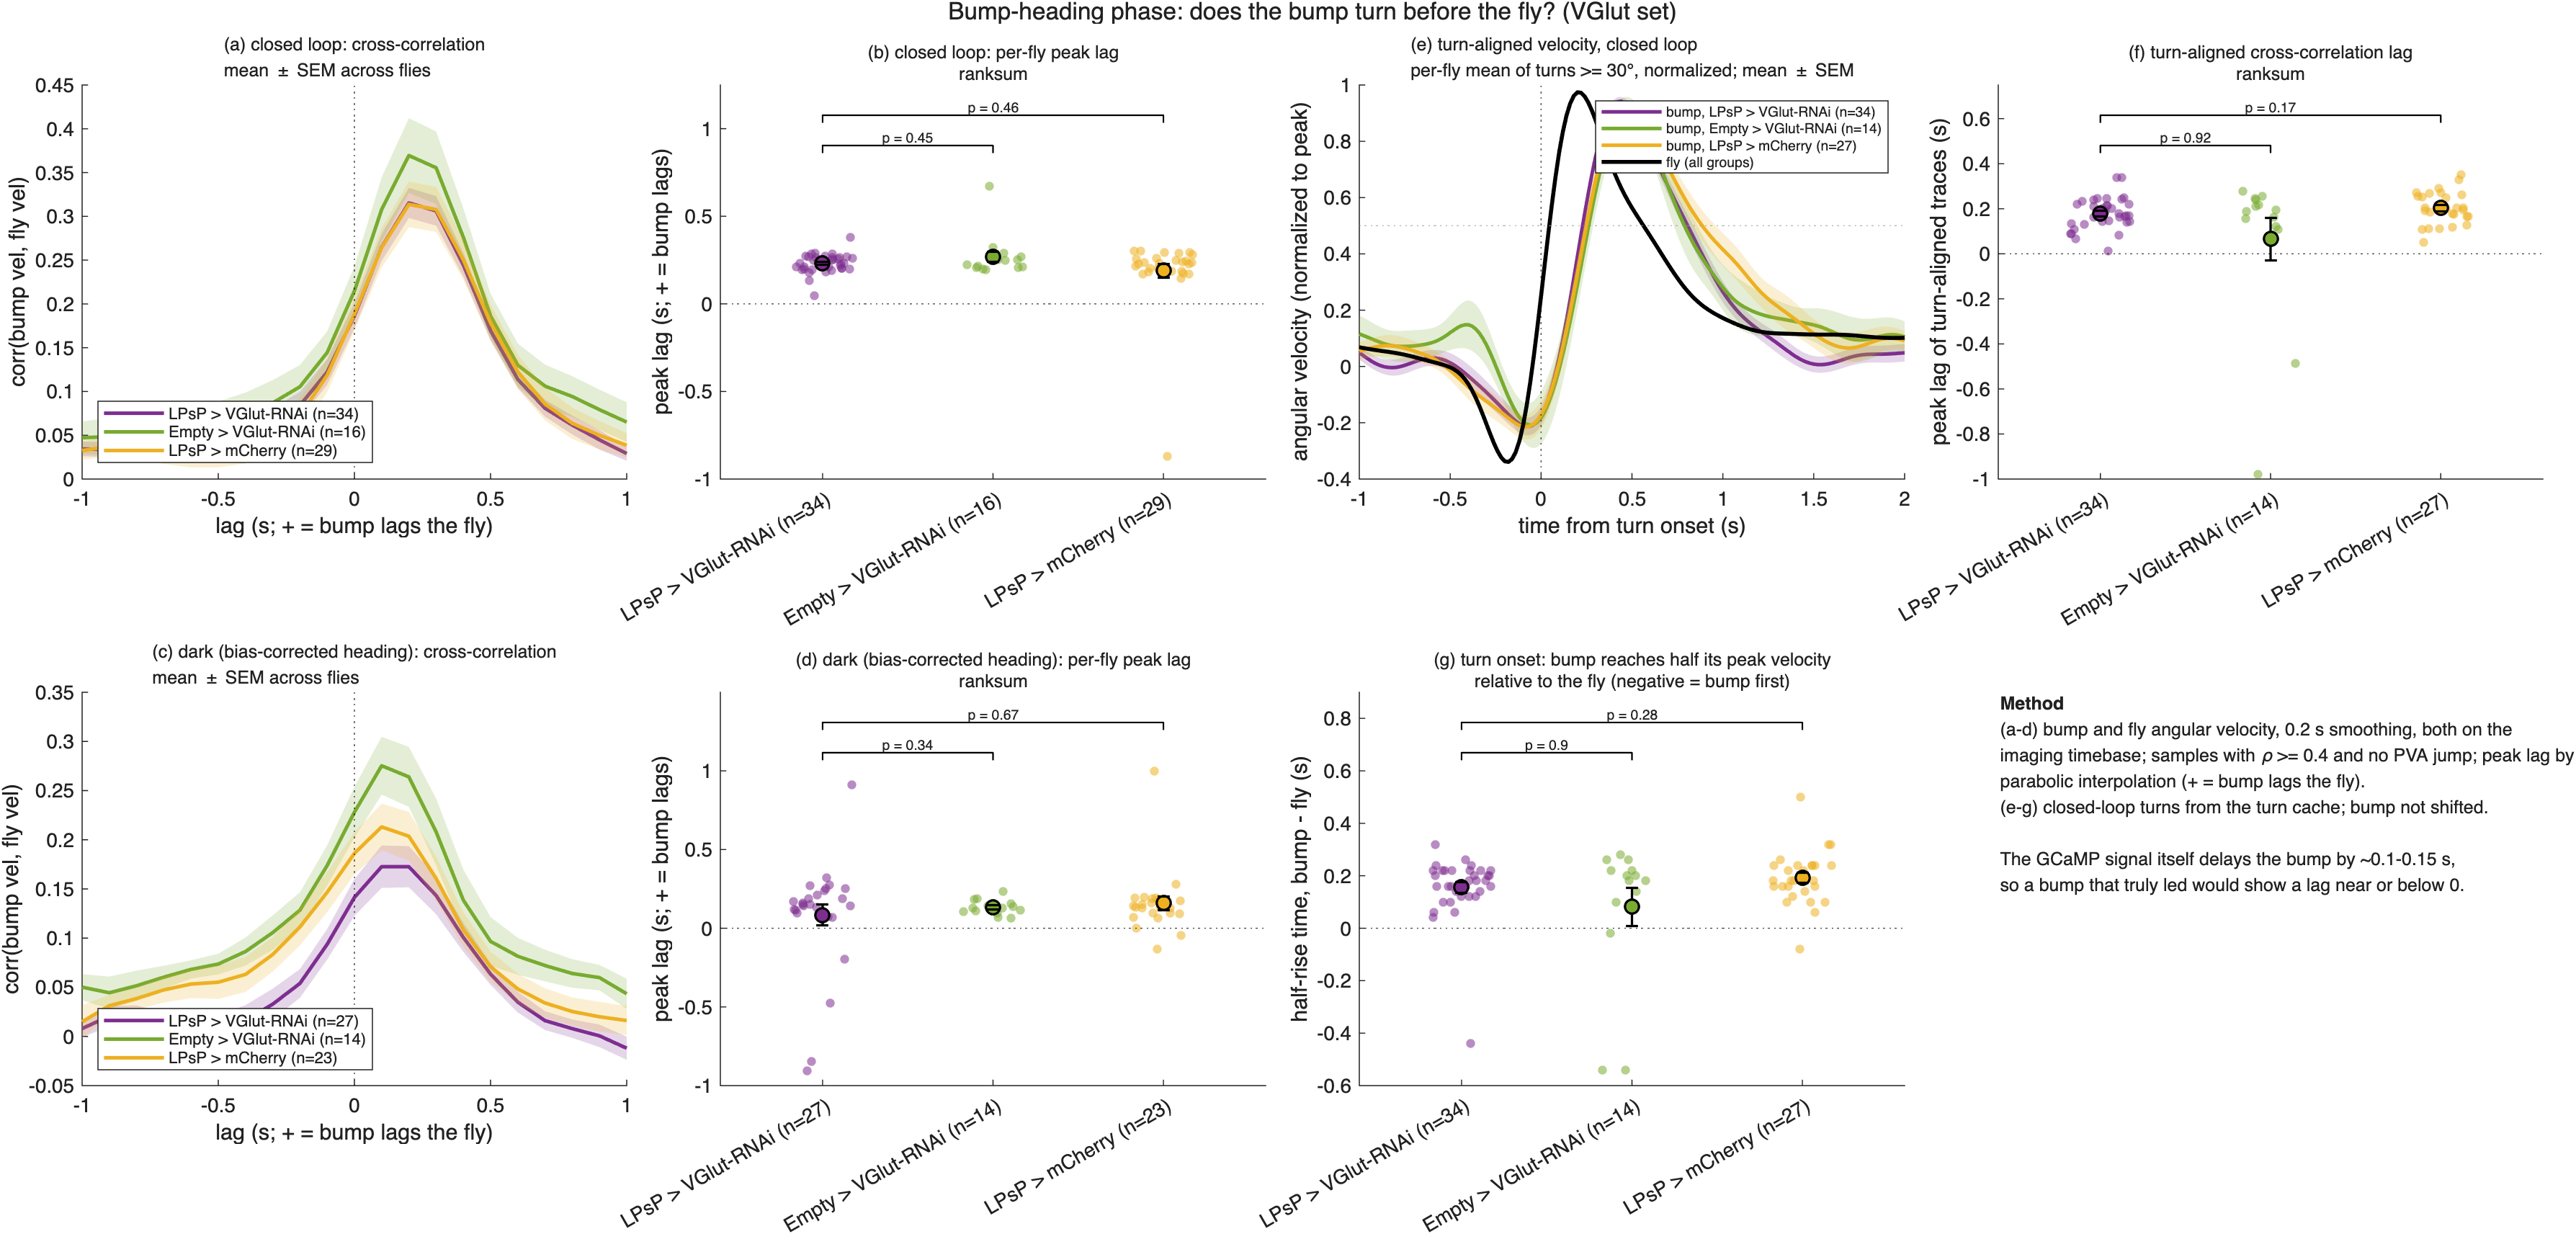 Bump-heading phase: does the bump turn before the fly? (VGlut set)
(a) closed loop: cross-correlation
mean ± SEM across flies
0.45
0.4
0.35
0.3
0.25
0.2
0.15
0.1
0.05
0
corr(bump vel, fly vel)
LPsP > VGlut-RNAi (n=34)
Empty > VGlut-RNAi (n=16)
LPsP > mCherry (n=29)
-1
-0.5
0
0.5
1
lag (s; + = bump lags the fly)
(b) closed loop: per-fly peak lag
ranksum
p = 0.46
p = 0.45
1
0.5
0
-0.5
-1
peak lag (s; + = bump lags)
LPsP > VGlut-RNAi (n=34)
Empty > VGlut-RNAi (n=16)
LPsP > mCherry (n=29)
(e) turn-aligned velocity, closed loop
per-fly mean of turns >= 30°, normalized; mean ± SEM
1
0.8
0.6
0.4
0.2
0
-0.2
-0.4
angular velocity (normalized to peak)
bump, LPsP > VGlut-RNAi (n=34)
bump, Empty > VGlut-RNAi (n=14)
bump, LPsP > mCherry (n=27)
fly (all groups)
-1
-0.5
0
0.5
1
1.5
2
time from turn onset (s)
(f) turn-aligned cross-correlation lag
ranksum
p = 0.17
p = 0.92
0.6
0.4
0.2
0
-0.2
-0.4
-0.6
-0.8
-1
peak lag of turn-aligned traces (s)
LPsP > VGlut-RNAi (n=34)
Empty > VGlut-RNAi (n=14)
LPsP > mCherry (n=27)
(c) dark (bias-corrected heading): cross-correlation
mean ± SEM across flies
0.35
0.3
0.25
0.2
0.15
0.1
0.05
0
-0.05
corr(bump vel, fly vel)
LPsP > VGlut-RNAi (n=27)
Empty > VGlut-RNAi (n=14)
LPsP > mCherry (n=23)
-1
-0.5
0
0.5
1
lag (s; + = bump lags the fly)
(d) dark (bias-corrected heading): per-fly peak lag
ranksum
p = 0.67
p = 0.34
1
0.5
0
-0.5
-1
peak lag (s; + = bump lags)
LPsP > VGlut-RNAi (n=27)
Empty > VGlut-RNAi (n=14)
LPsP > mCherry (n=23)
(g) turn onset: bump reaches half its peak velocity
relative to the fly (negative = bump first)
p = 0.28
p = 0.9
0.8
0.6
0.4
0.2
0
-0.2
-0.4
-0.6
half-rise time, bump - fly (s)
LPsP > VGlut-RNAi (n=34)
Empty > VGlut-RNAi (n=14)
LPsP > mCherry (n=27)
Method
(a-d) bump and fly angular velocity, 0.2 s smoothing, both on the
imaging timebase; samples with ρ >= 0.4 and no PVA jump; peak lag by
parabolic interpolation (+ = bump lags the fly).
(e-g) closed-loop turns from the turn cache; bump not shifted.
The GCaMP signal itself delays the bump by ~0.1-0.15 s,
so a bump that truly led would show a lag near or below 0.